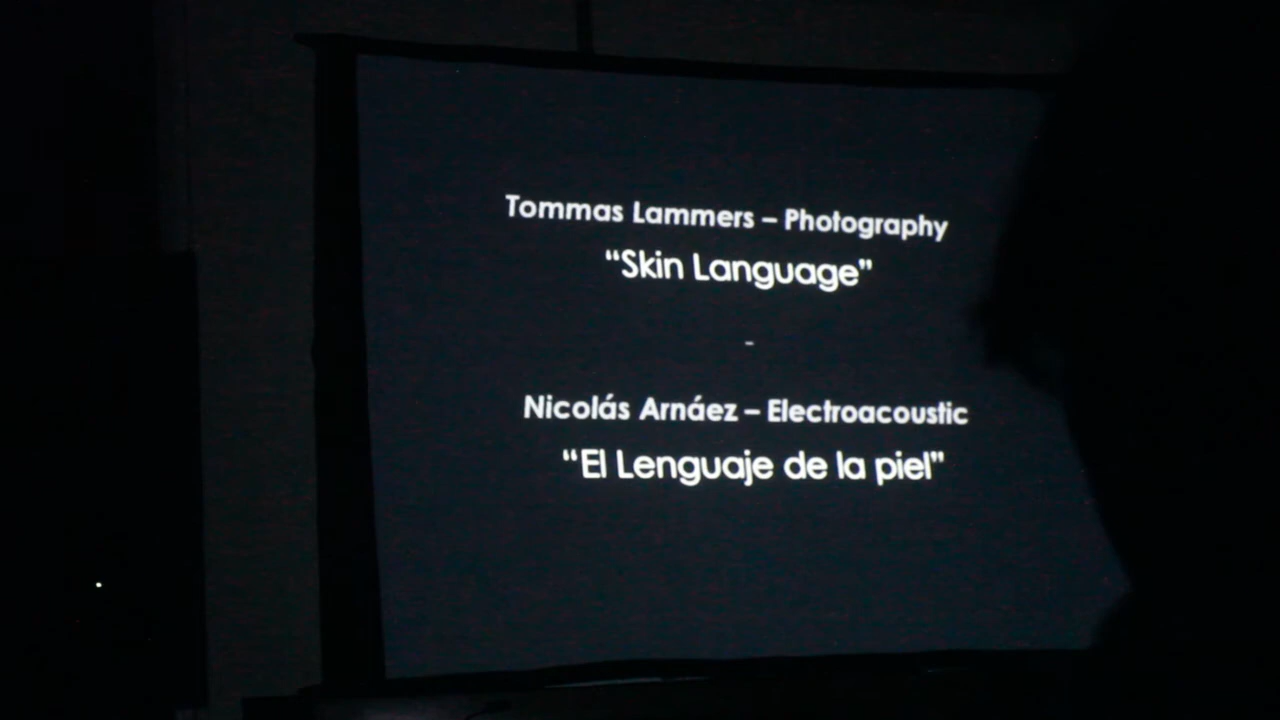 Tommas Lammers – Photography
“Skin Language”
-
Nicolás Arnáez – Electroacoustic
“El Lenguaje de la piel”